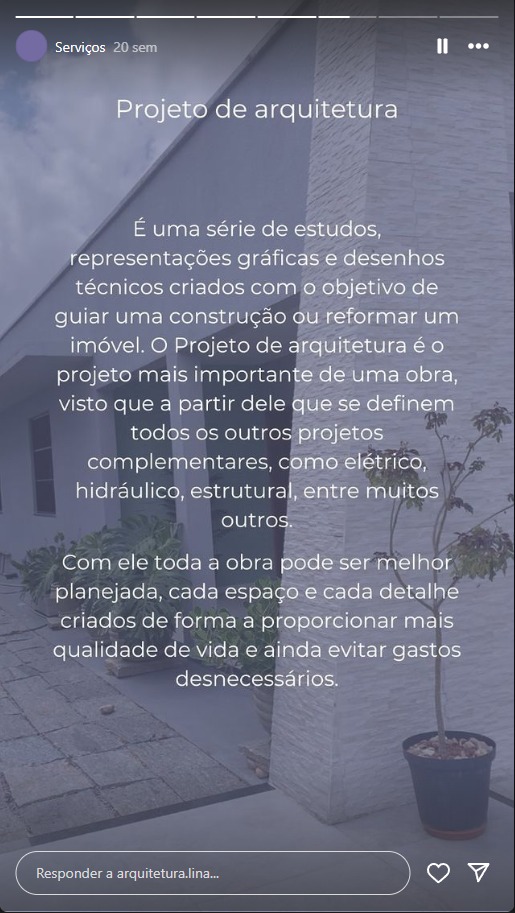 Serviços 20 sem
Projeto de arquitetura
É uma série de estudos,
representações gráficas e desenhos
técnicos criados com o objetivo de
guiar uma construção ou reformar um
imóvel. O Projeto de arquitetura é o
projeto mais importante de uma obra,
visto que a partir dele que se definem
todos os outros projetos
complementares, como elétrico,
hidráulico, estrutural, entre muitos
outros.
Com ele toda a obra pode ser melhor
planejada, cada espaço e cada detalhe
criados de forma a proporcionar mais
qualidade de vida e ainda evitar gastos
desnecessários.
Responder a arquitetura.lina...